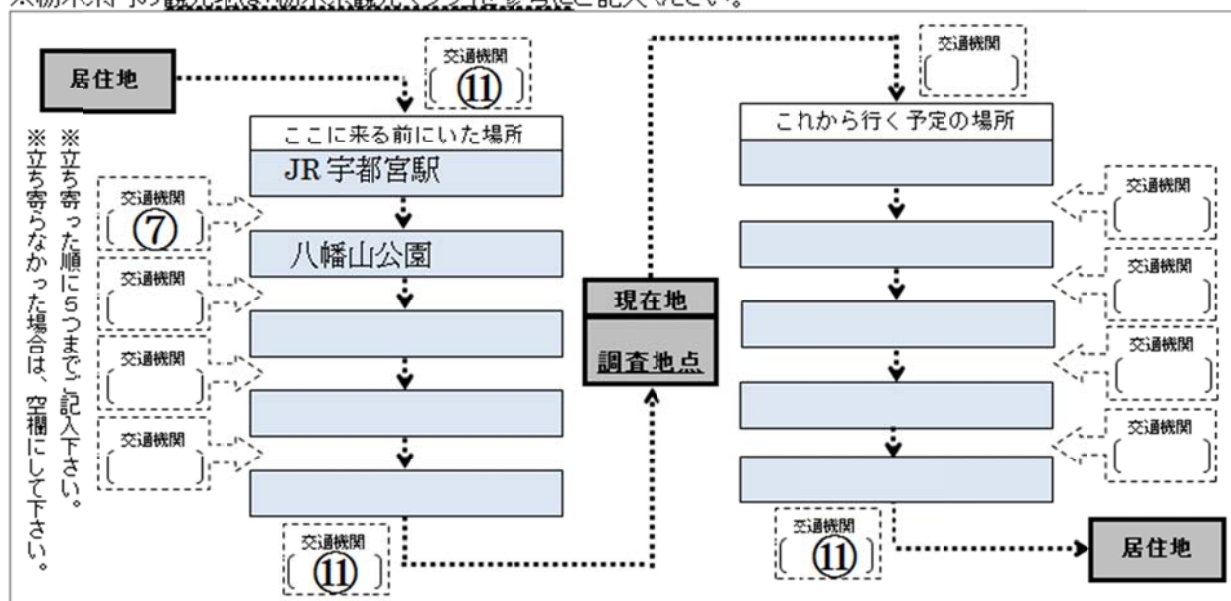 居住地
交通機関
⑪
ここに来る前にいた場所
JR宇都宮駅
交通機関
⑦
八幡山公園
交通機関
交通機関
交通機関
※立ち寄った順に５つまでご記入下さい。
※立ち寄らなかった場合は、空欄にして下さい。
交通機関
⑪
現在地
調査地点
交通機関
これから行く予定の場所
交通機関
交通機関
交通機関
交通機関
交通機関
⑪
居住地